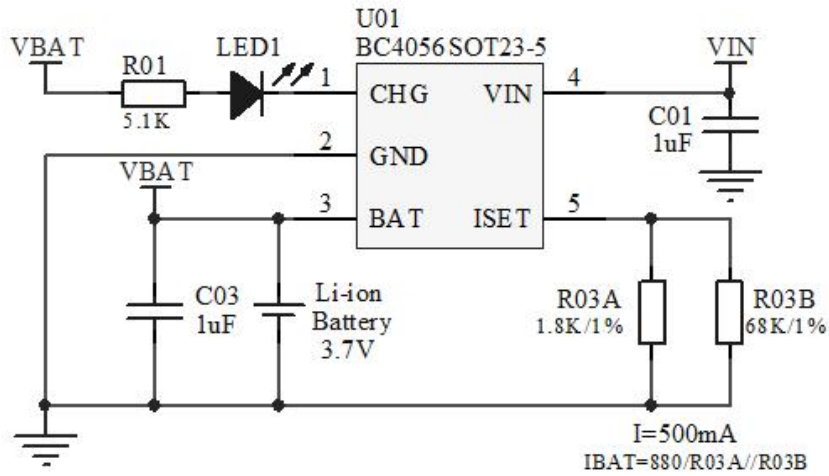 U01
BC4056 SOT23-5
VBAT
R01
5.1K
LED1
1
CHG
VIN
4
VIN
C01
1uF
2
GND
VBAT
3
BAT
ISET
5
C03
1uF
Li-ion
Battery
3.7V
R03A
1.8K/1%
R03B
68K/1%
I=500mA
IBAT=880/R03A//R03B